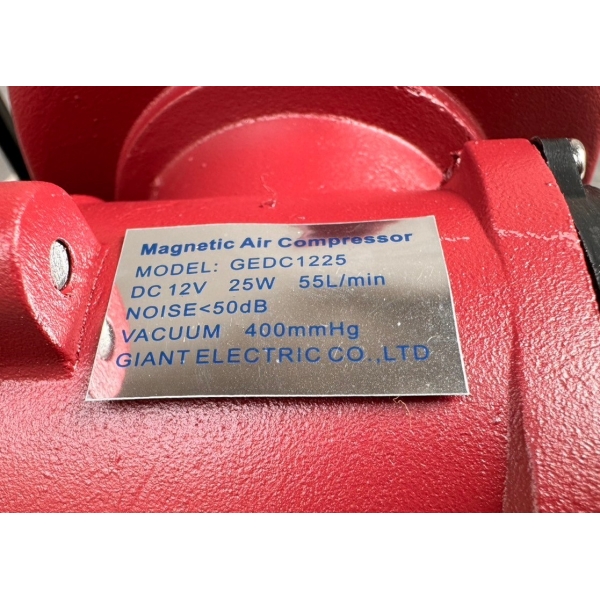 Magnetic Air Compressor
MODEL: GEDC1225
DC 12V 25W 55L/min
NOISE<50dB
VACUUM 400mmHg
GIANT ELECTRIC CO.,LTD